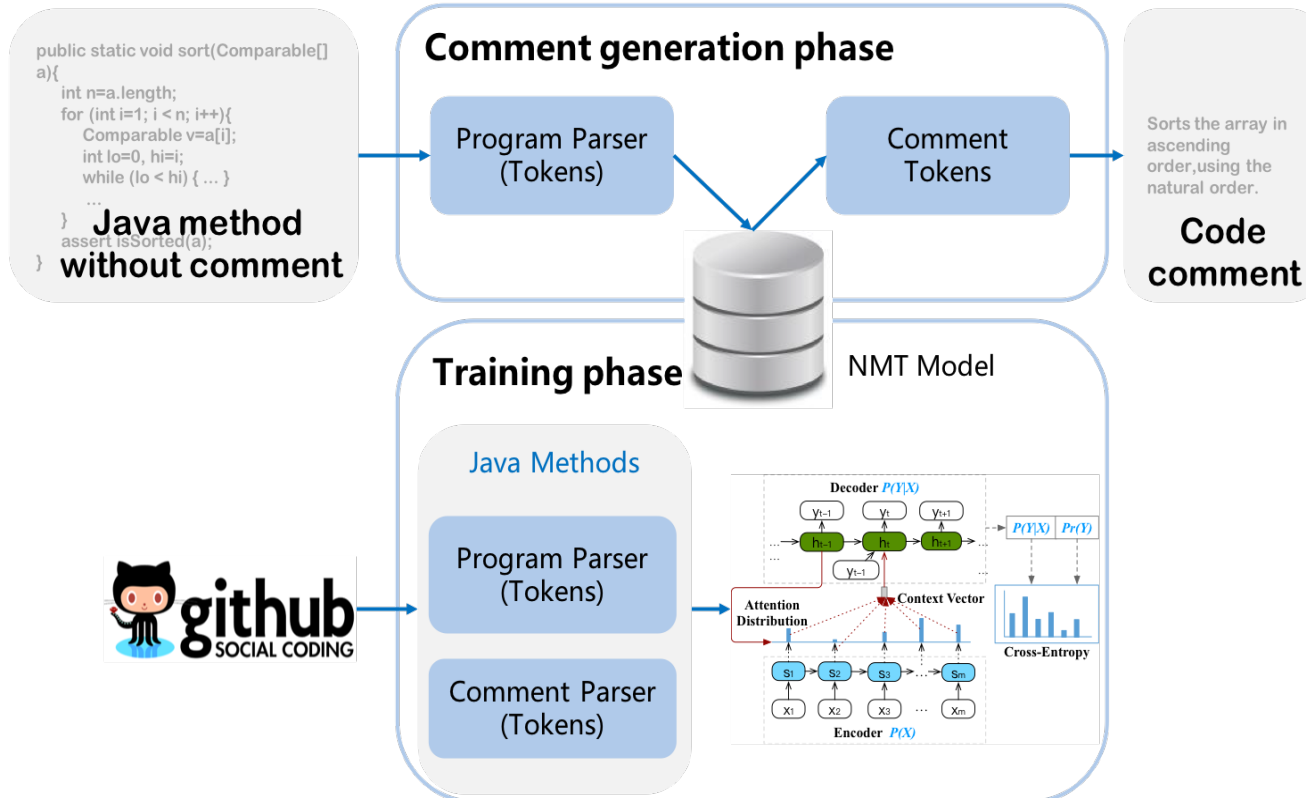 public static void sort(Comparable[]
a){
int n=a.length;
for (int i=1; i < n; i++){
Comparable v=a[i];
int lo=0, hi=i;
while (lo < hi) { ... }
...
}
assert isSorted(a);
}
Java method
without comment
Comment generation phase
Program Parser
(Tokens)
Comment
Tokens
Sorts the array in
ascending
order,using the
natural order.
Code
comment
Training phase
NMT Model
Java Methods
Program Parser
(Tokens)
Comment Parser
(Tokens)
github
SOCIAL CODING
Decoder P(Y|X)
yt-1 yt yt+1
... ht-1 ht ht+1 ...
... yt-1 ...
P(Y|X) Pr(Y)
Attention
Distribution
Context Vector
Cross-Entropy
s1 s2 s3 ... sm
x1 x2 x3 ... xm
Encoder P(X)